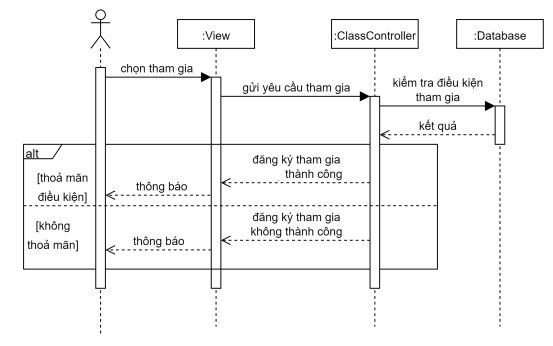 :View
:ClassController
:Database
chọn tham gia
gửi yêu cầu tham gia
kiểm tra điều kiện
tham gia
kết quả
alt
[thoả mãn
điều kiện]
đăng ký tham gia
thành công
thông báo
[không
thoả mãn]
đăng ký tham gia
không thành công
thông báo